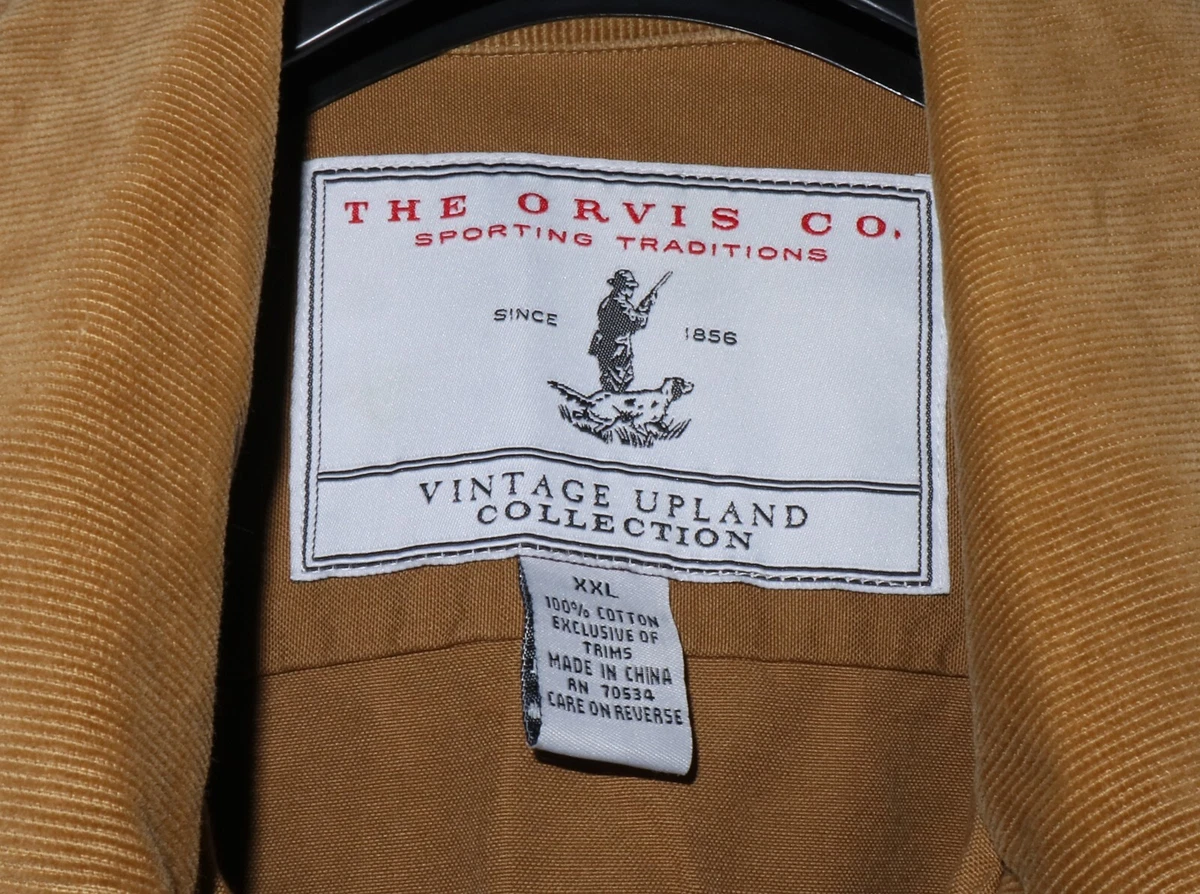 THE ORVIS CO.
SPORTING TRADITIONS
SINCE 1856
VINTAGE UPLAND
COLLECTION
XXL
100% COTTON
EXCLUSIVE OF
TRIMS
MADE IN CHINA
RN 70534
CARE ON REVERSE